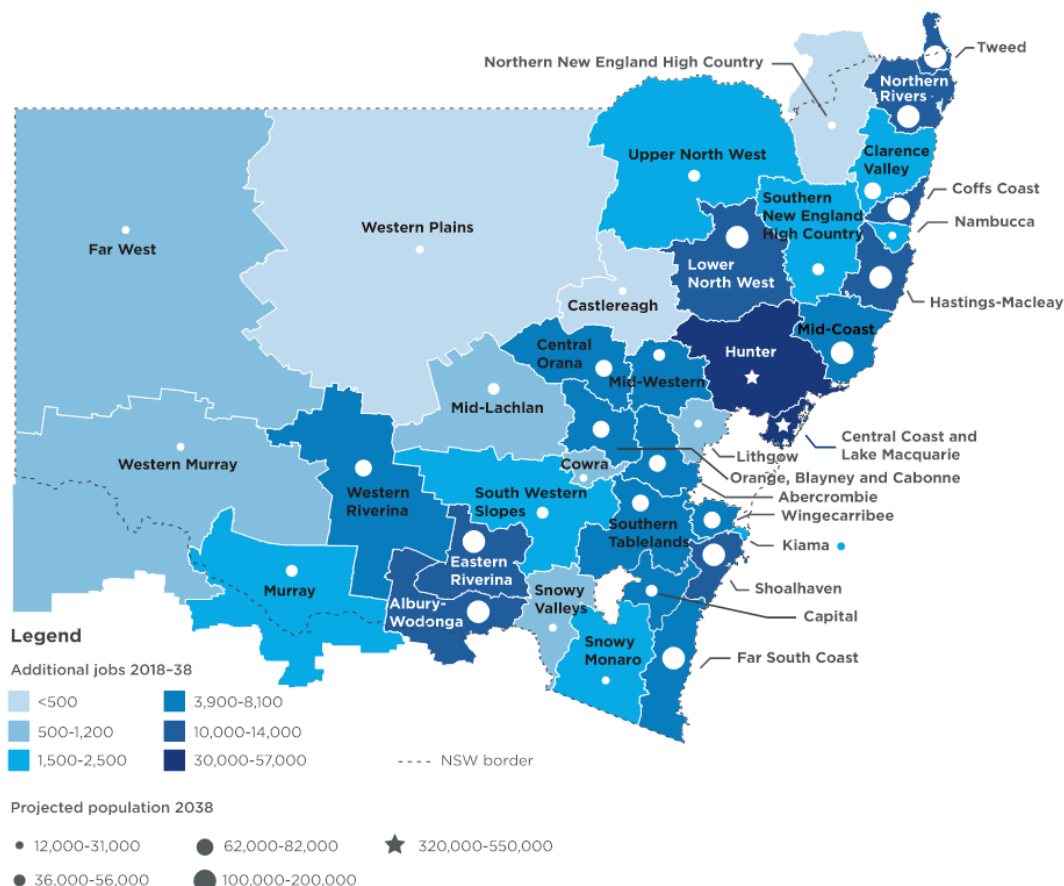 Tweed
Northern New England High Country
Northern
Rivers
Upper North West
Clarence
Valley
Coffs Coast
Southern
New England
High Country
Nambucca
Western Plains
Far West
Lower
North West
Hastings-Macleay
Castlereagh
Mid-Coast
Central
Orana
Hunter
Mid-Western
Mid-Lachlan
Central Coast and
Lake Macquarie
Lithgow
Western Murray
Cowra
Orange, Blayney and Cabonne
Western
Riverina
South Western
Slopes
Abercrombie
Wingecarribee
Southern
Tablelands
Kiama
Eastern
Riverina
Shoalhaven
Murray
Snowy
Valleys
Albury-
Wodonga
Capital
Snowy
Monaro
Far South Coast
Legend
Additional jobs 2018–38
<500
3,900-8,100
500-1,200
10,000-14,000
1,500-2,500
30,000-57,000
NSW border
Projected population 2038
12,000-31,000
62,000-82,000
320,000-550,000
36,000-56,000
100,000-200,000